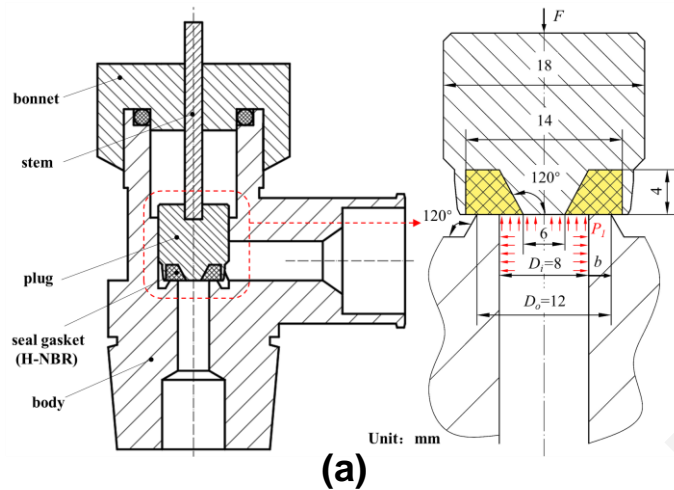 bonnet
stem
plug
seal gasket
(H-NBR)
body
F
18
14
120°
4
120°
6
P₁
Dᵢ=8
b
Dₒ=12
Unit: mm
(a)